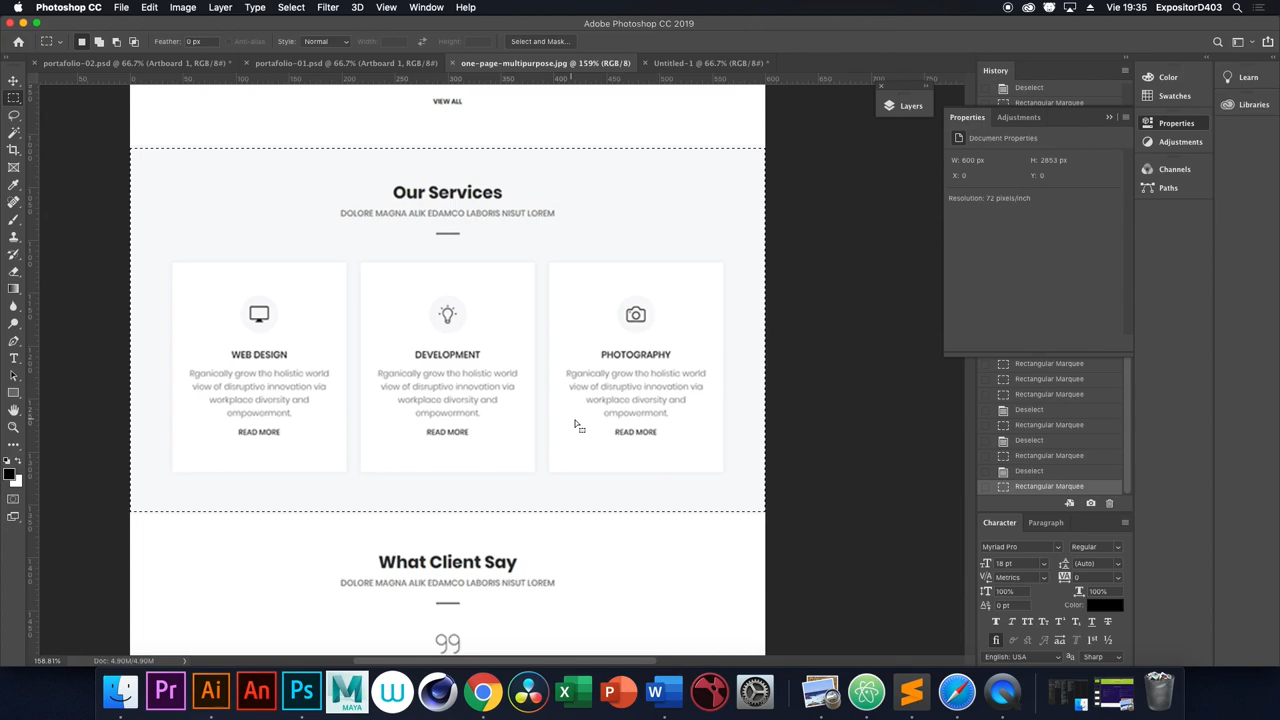 Photoshop CC File Edit Image Layer Type Select Filter 3D View Window Help Vie 19:35 ExpositorD403
Adobe Photoshop CC 2019
Feather: 0 px Anti-alias Style: Normal Width: Height: Select and Mask...
portafolio-02.psd @ 66.7% (Artboard 1, RGB/8#) * portafolio-01.psd @ 66.7% (Artboard 1, RGB/8#) one-page-multipurpose.jpg @ 159% (RGB/8) Untitled-1 @ 66.7% (RGB/8#) *
VIEW ALL
Our Services
DOLORE MAGNA ALIK EDAMCO LABORIS NISUT LOREM
WEB DESIGN
Rganically grow the holistic world
view of disruptive innovation via
workplace diversity and
empowerment.
READ MORE
DEVELOPMENT
Rganically grow the holistic world
view of disruptive innovation via
workplace diversity and
empowerment.
READ MORE
PHOTOGRAPHY
Rganically grow the holistic world
view of disruptive innovation via
workplace diversity and
empowerment.
READ MORE
What Client Say
DOLORE MAGNA ALIK EDAMCO LABORIS NISUT LOREM
99
158.81% Doc: 4.90M/4.90M
Layers
History
Deselect
Rectangular Marquee
Properties Adjustments
Document Properties
W: 600 px H: 2853 px
X: 0 Y: 0
Resolution: 72 pixels/inch
Rectangular Marquee
Rectangular Marquee
Rectangular Marquee
Deselect
Rectangular Marquee
Deselect
Rectangular Marquee
Deselect
Rectangular Marquee
Character Paragraph
Myriad Pro Regular
18 pt (Auto)
Metrics 0
100% 100%
0 pt Color:
English: USA Sharp
Color
Swatches
Properties
Adjustments
Channels
Paths
Learn
Libraries
Pr Ai An Ps MAYA W X P W